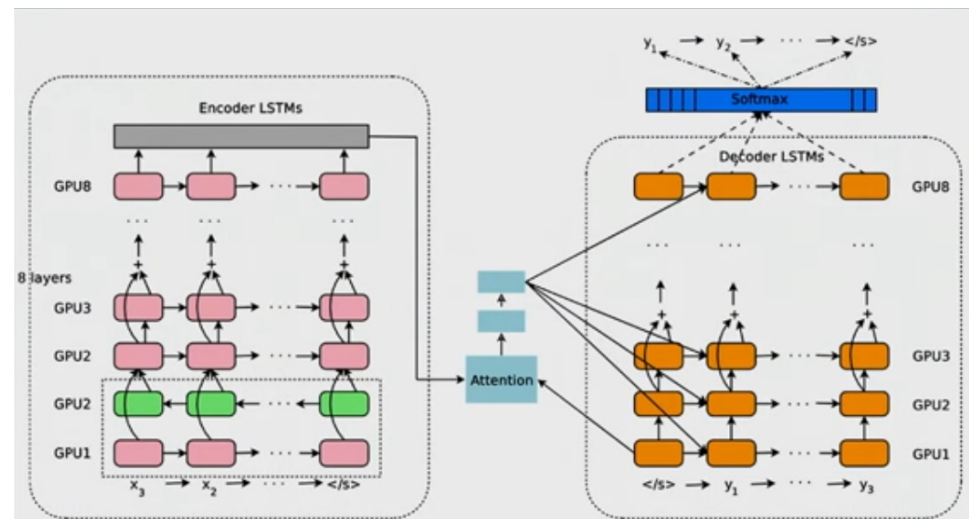 y1 y2 ... </s>
Softmax
Encoder LSTMs
Decoder LSTMs
GPU8 ... GPU8
... ... ...
... ... ...
+ + +
8 layers
+ + +
GPU3 ... GPU3
GPU2 ... GPU2
Attention
GPU2 ...
GPU1 ... GPU1
x3 x2 ... </s>
</s> y1 ... y3